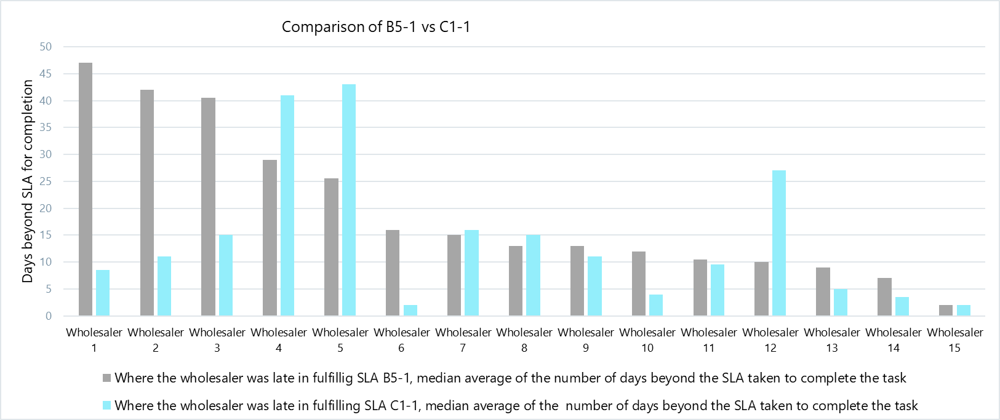 Comparison of B5-1 vs C1-1
Days beyond SLA for completion
50
45
40
35
30
25
20
15
10
5
0
Wholesaler 1
Wholesaler 2
Wholesaler 3
Wholesaler 4
Wholesaler 5
Wholesaler 6
Wholesaler 7
Wholesaler 8
Wholesaler 9
Wholesaler 10
Wholesaler 11
Wholesaler 12
Wholesaler 13
Wholesaler 14
Wholesaler 15
Where the wholesaler was late in fulfillig SLA B5-1, median average of the number of days beyond the SLA taken to complete the task
Where the wholesaler was late in fulfilling SLA C1-1, median average of the  number of days beyond the SLA taken to complete the task